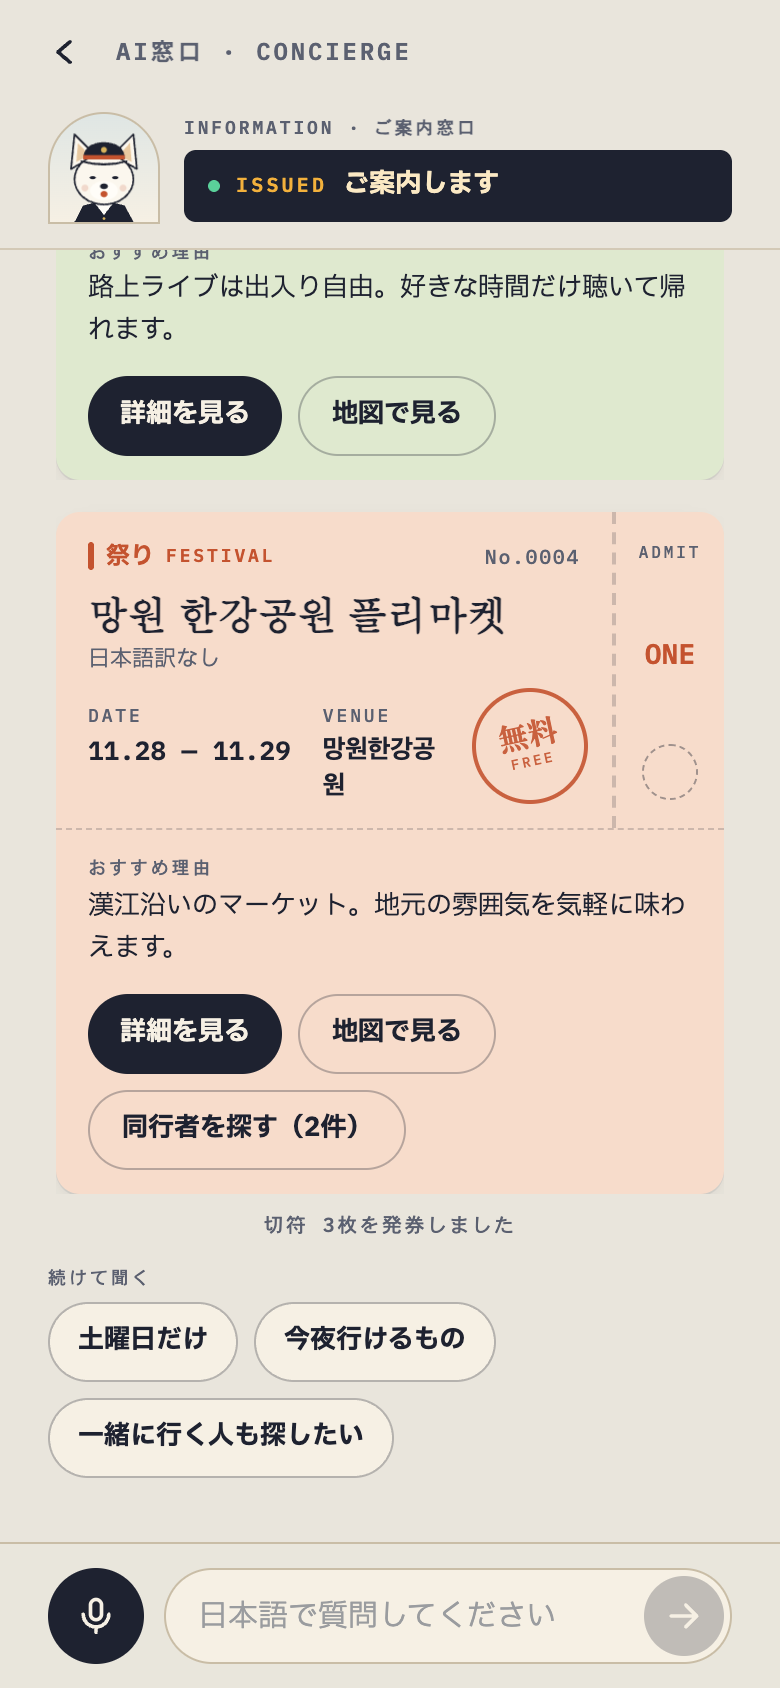 AI窓口 · CONCIERGE
INFORMATION · ご案内窓口
ISSUED ご案内します
おすすめ理由
路上ライブは出入り自由。好きな時間だけ聴いて帰
れます。
詳細を見る 地図で見る
祭り FESTIVAL No.0004 ADMIT
망원 한강공원 플리마켓
日本語訳なし
ONE
DATE VENUE
11.28 – 11.29 망원한강공
원
無料
FREE
おすすめ理由
漢江沿いのマーケット。地元の雰囲気を気軽に味わ
えます。
詳細を見る 地図で見る
同行者を探す（2件）
切符 3枚を発券しました
続けて聞く
土曜日だけ 今夜行けるもの
一緒に行く人も探したい
日本語で質問してください